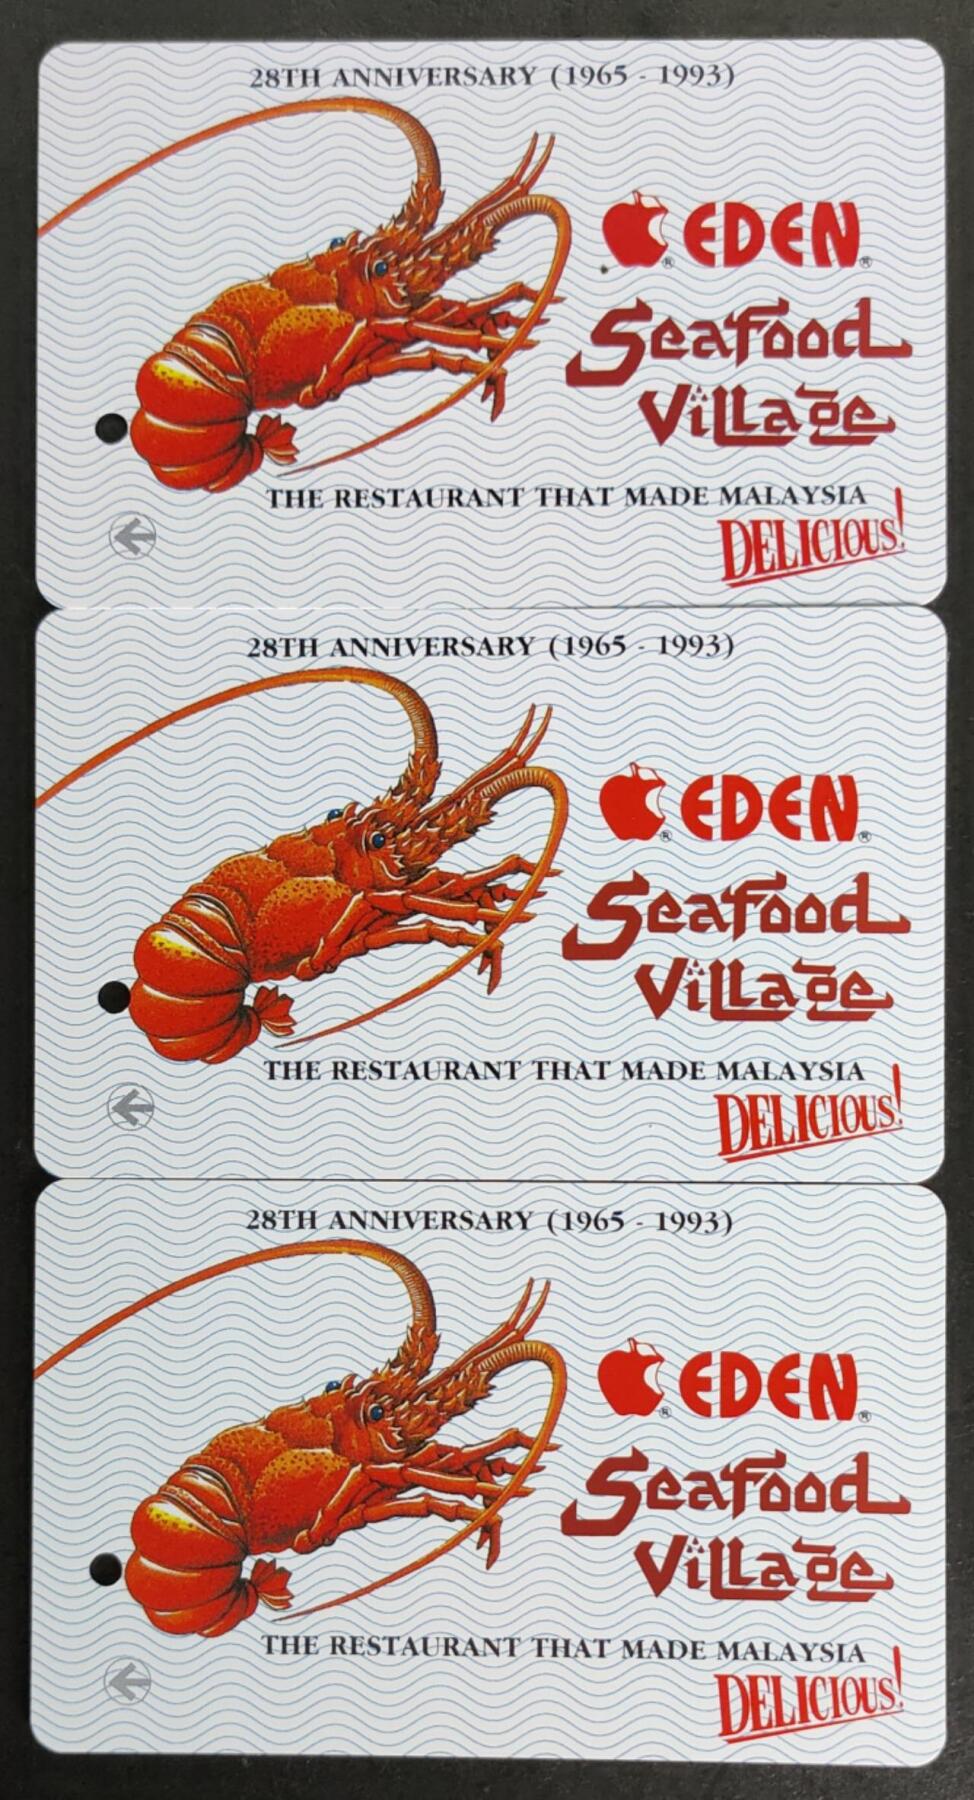 28TH ANNIVERSARY (1965 - 1993)
EDEN®
Seafood
Village
THE RESTAURANT THAT MADE MALAYSIA
DELICIOUS!
28TH ANNIVERSARY (1965 - 1993)
EDEN®
Seafood
Village
THE RESTAURANT THAT MADE MALAYSIA
DELICIOUS!
28TH ANNIVERSARY (1965 - 1993)
EDEN®
Seafood
Village
THE RESTAURANT THAT MADE MALAYSIA
DELICIOUS!